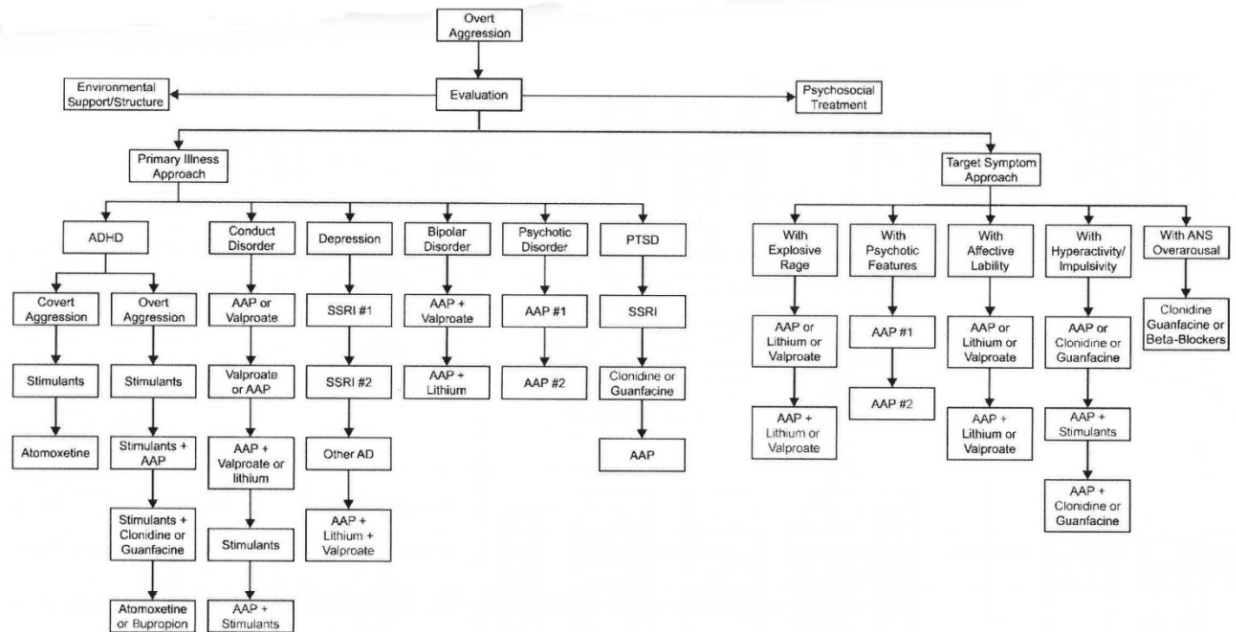 Overt
Aggression
Environmental
Support/Structure
Evaluation
Psychosocial
Treatment
Primary Illness
Approach
Target Symptom
Approach
ADHD
Conduct
Disorder
Depression
Bipolar
Disorder
Psychotic
Disorder
PTSD
With
Explosive
Rage
With
Psychotic
Features
With
Affective
Lability
With
Hyperactivity/
Impulsivity
With ANS
Overarousal
Covert
Aggression
Overt
Aggression
AAP or
Valproate
SSRI #1
AAP +
Valproate
AAP #1
SSRI
AAP or
Lithium or
Valproate
AAP #1
AAP or
Lithium or
Valproate
AAP or
Clonidine or
Guanfacine
Clonidine
Guanfacine or
Beta-Blockers
Stimulants
Stimulants
Valproate
or AAP
SSRI #2
AAP +
Lithium
AAP #2
Clonidine or
Guanfacine
AAP +
Lithium or
Valproate
AAP #2
AAP +
Lithium or
Valproate
AAP +
Stimulants
Atomoxetine
Stimulants
+ AAP
AAP +
Valproate or
lithium
Other AD
AAP
AAP +
Clonidine or
Guanfacine
Stimulants +
Clonidine or
Guanfacine
Stimulants
AAP +
Lithium +
Valproate
Atomoxetine
or Bupropion
AAP +
Stimulants